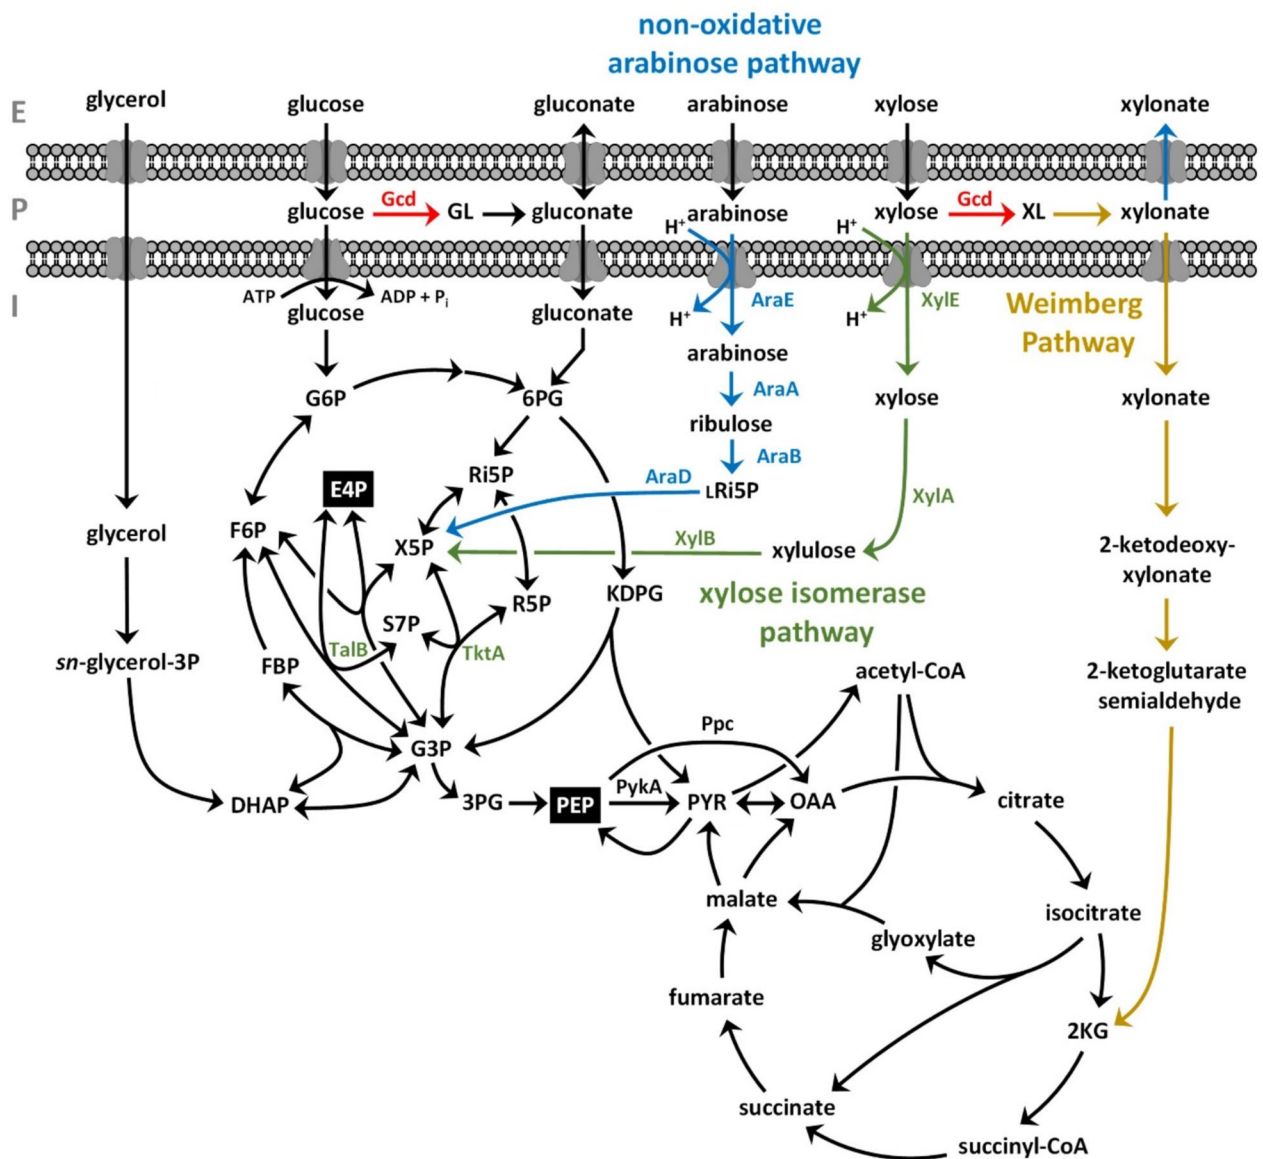 non-oxidative
arabinose pathway
E
glycerol
glucose
gluconate
arabinose
xylose
xylonate
P
glucose
Gcd
GL
gluconate
arabinose
xylose
Gcd
XL
xylonate
H⁺
H⁺
I
ATP
ADP + Pᵢ
H⁺
AraE
H⁺
XylE
Weimberg
Pathway
glucose
gluconate
arabinose
AraA
G6P
6PG
ribulose
xylose
xylonate
AraB
Ri5P
AraD
LRi5P
XylA
E4P
F6P
glycerol
X5P
XylB
xylulose
2-ketodeoxy-
xylonate
R5P
KDPG
xylose isomerase
pathway
S7P
TalB
TktA
sn-glycerol-3P
FBP
acetyl-CoA
2-ketoglutarate
semialdehyde
G3P
Ppc
DHAP
3PG
PEP
PykA
PYR
OAA
citrate
malate
isocitrate
glyoxylate
fumarate
2KG
succinate
succinyl-CoA